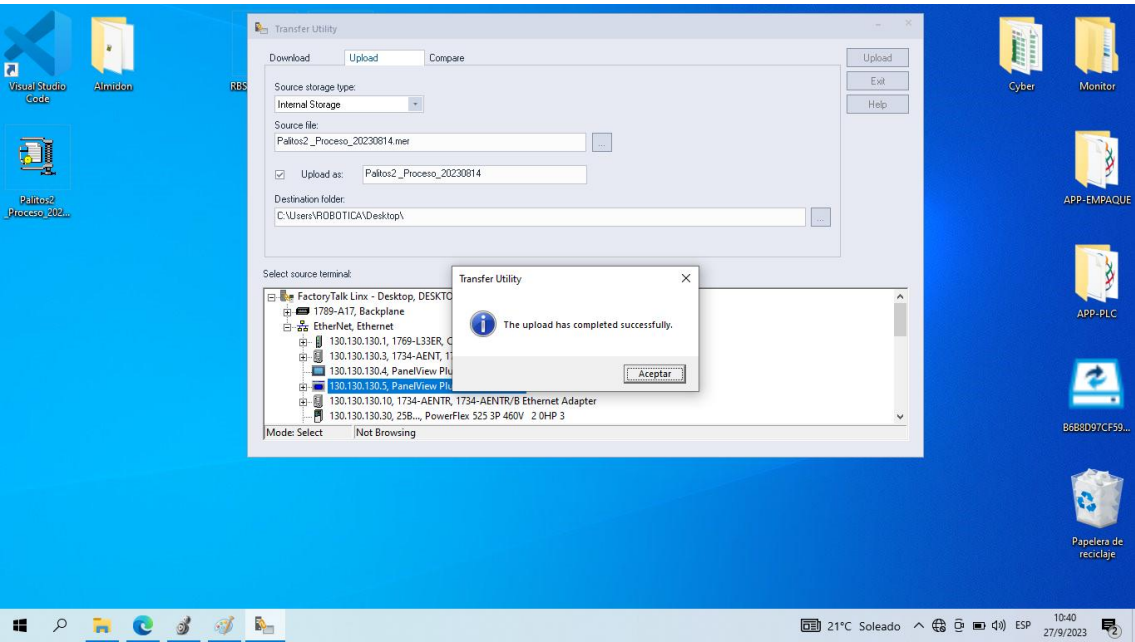 Visual Studio
Code
Almidon
RBS
Palitos2
_Proceso_202...
Transfer Utility
Download
Upload
Compare
Source storage type:
Internal Storage
Source file:
Palitos2_Proceso_20230814.mer
...
Upload as:
Palitos2_Proceso_20230814
Destination folder:
C:\Users\ROBOTICA\Desktop\
...
Upload
Exit
Help
Select source terminal:
FactoryTalk Linx - Desktop, DESKTO
1789-A17, Backplane
EtherNet, Ethernet
130.130.130.1, 1769-L33ER, C
130.130.130.3, 1734-AENT, 17
130.130.130.4, PanelView Plu
130.130.130.5, PanelView Plu
130.130.130.10, 1734-AENTR, 1734-AENTR/B Ethernet Adapter
130.130.130.30, 25B..., PowerFlex 525 3P 460V 2.0HP 3
Mode: Select
Not Browsing
Transfer Utility
The upload has completed successfully.
Aceptar
Cyber
Monitor
APP-EMPAQUE
APP-PLC
B6B8D97CF59...
Papelera de
reciclaje
21°C Soleado
ESP
10:40
27/9/2023
2